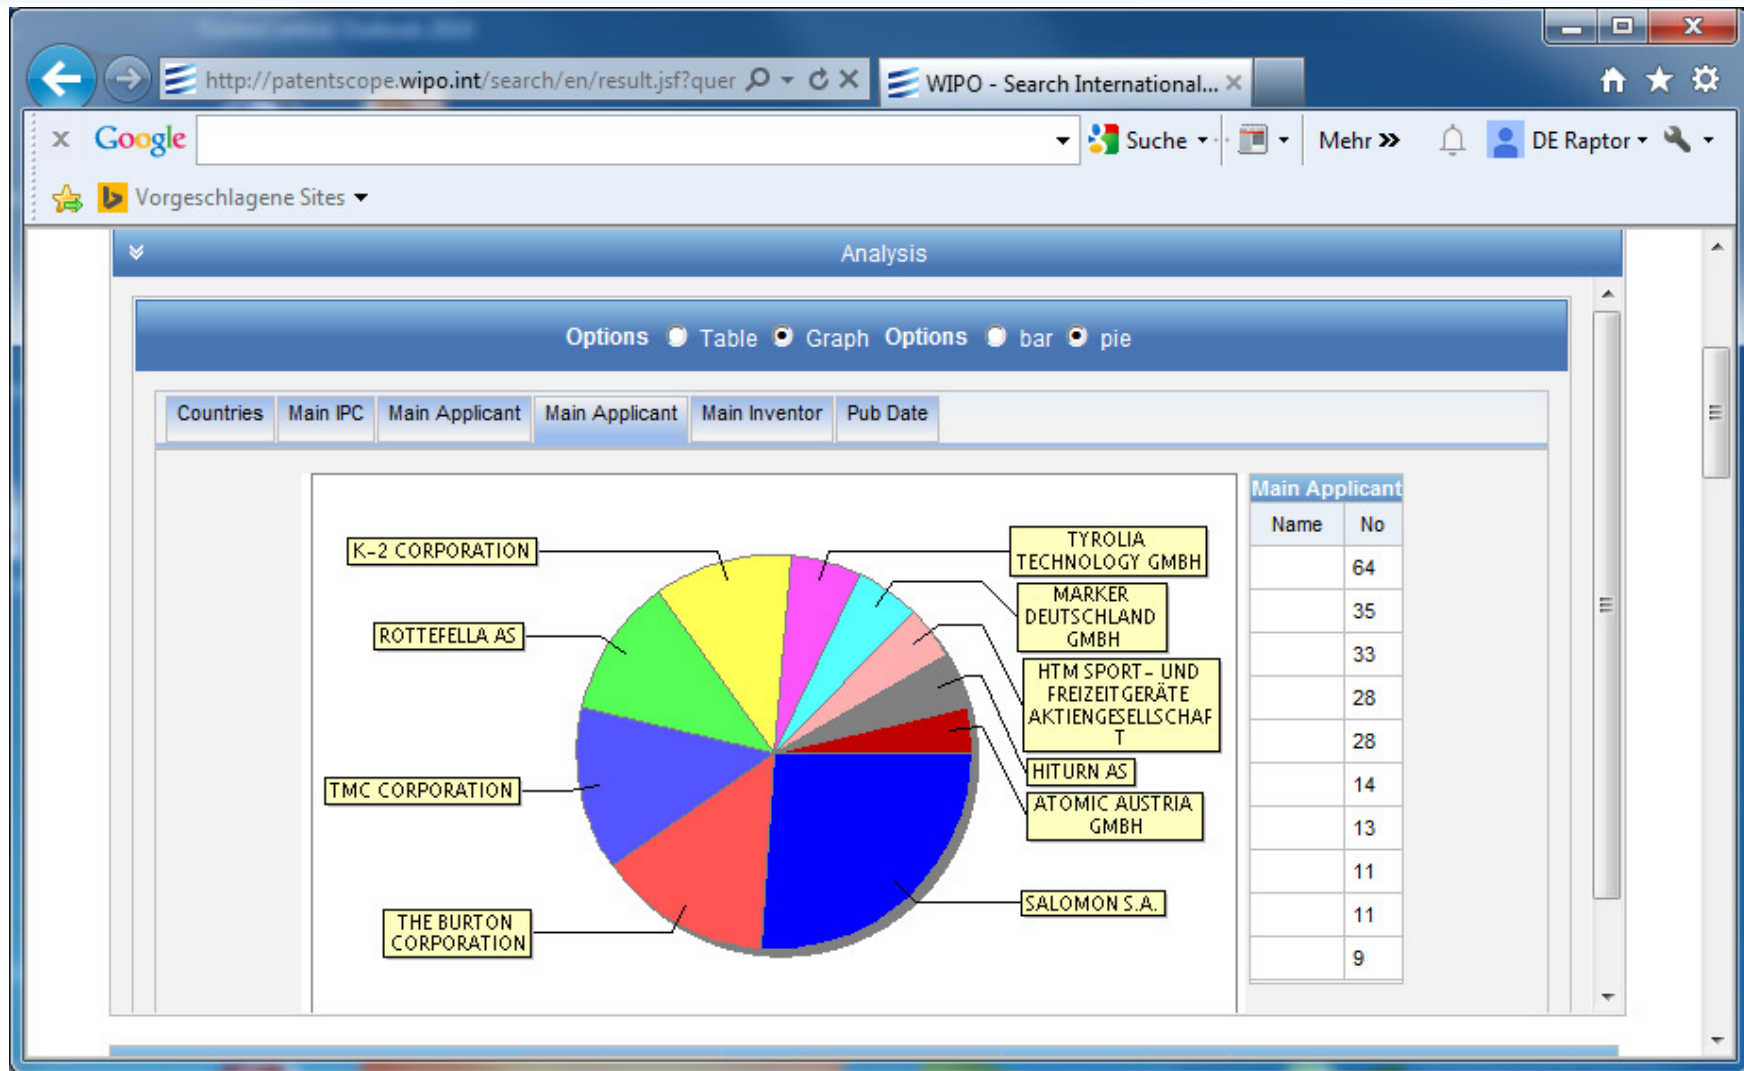 http://patentscope.wipo.int/search/en/result.jsf?quer
WIPO - Search International...
x Google Suche Mehr » DE Raptor
Vorgeschlagene Sites
Analysis
Options Table Graph Options bar pie
Countries Main IPC Main Applicant Main Applicant Main Inventor Pub Date
K-2 CORPORATION
ROTTEFELLA AS
TMC CORPORATION
THE BURTON
CORPORATION
TYROLIA
TECHNOLOGY GMBH
MARKER
DEUTSCHLAND
GMBH
HTM SPORT- UND
FREIZEITGERÄTE
AKTIENGESELLSCHAF
T
HITURN AS
ATOMIC AUSTRIA
GMBH
SALOMON S.A.
Main Applicant
Name No
64
35
33
28
28
14
13
11
11
9